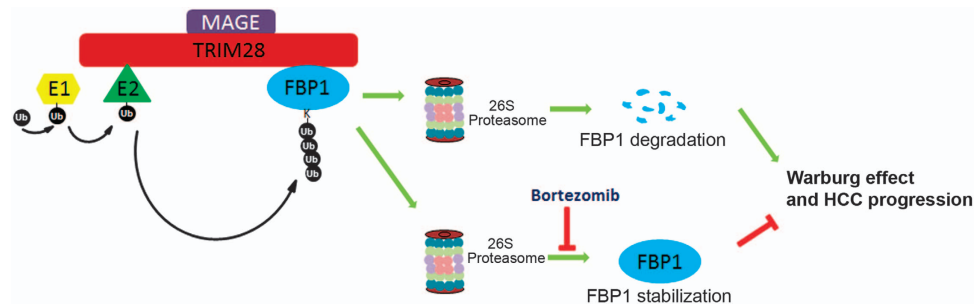 MAGE
TRIM28
E1
E2
FBP1
Ub
Ub
Ub
K
Ub
Ub
Ub
Ub
26S
Proteasome
FBP1 degradation
Warburg effect
and HCC progression
Bortezomib
26S
Proteasome
FBP1
FBP1 stabilization